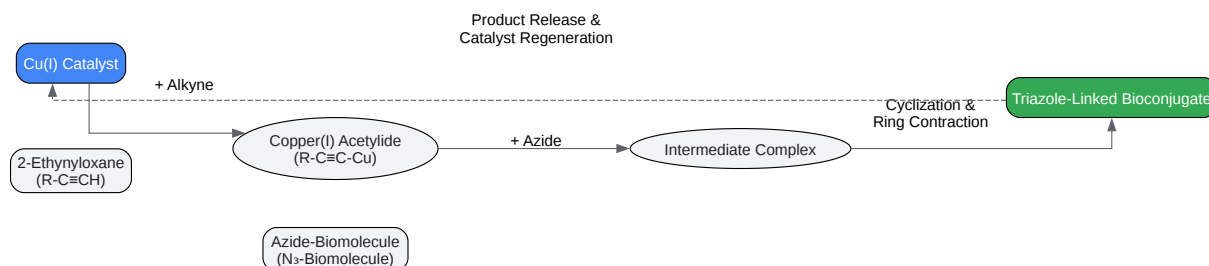 Product Release &
Catalyst Regeneration
Cu(I) Catalyst
+ Alkyne
Triazole-Linked Bioconjugate
Cyclization &
Ring Contraction
Copper(I) Acetylide
(R-C≡C-Cu)
+ Azide
Intermediate Complex
2-Ethynyloxane
(R-C≡CH)
Azide-Biomolecule
(N₃-Biomolecule)